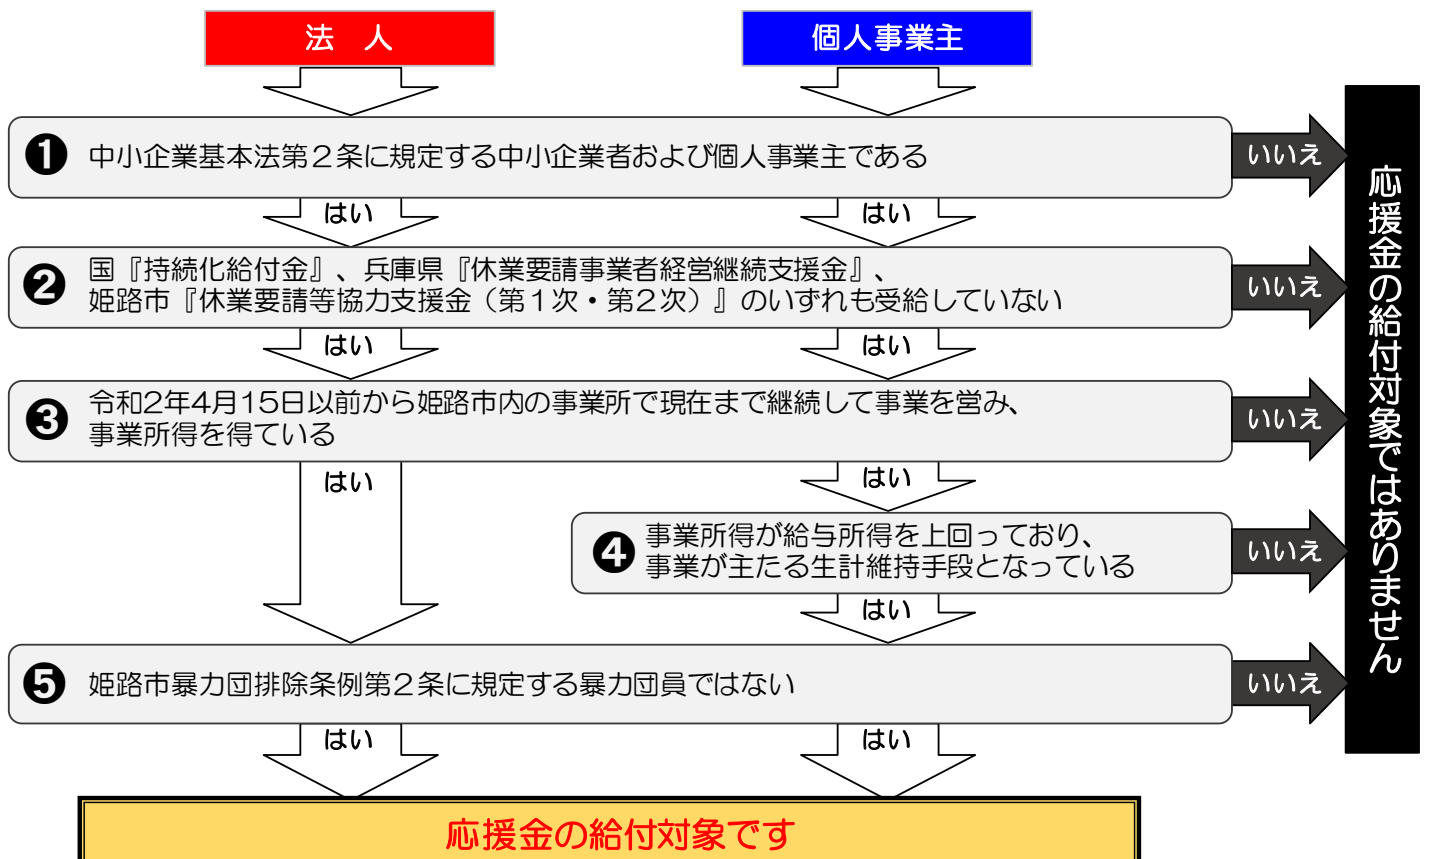 法　人
個人事業主
❶ 中小企業基本法第２条に規定する中小企業者および個人事業主である
いいえ
はい
はい
❷ 国『持続化給付金』、兵庫県『休業要請事業者経営継続支援金』、
姫路市『休業要請等協力支援金（第１次・第２次）』のいずれも受給していない
いいえ
はい
はい
❸ 令和2年4月15日以前から姫路市内の事業所で現在まで継続して事業を営み、
事業所得を得ている
いいえ
はい
はい
❹ 事業所得が給与所得を上回っており、
事業が主たる生計維持手段となっている
いいえ
はい
❺ 姫路市暴力団排除条例第２条に規定する暴力団員ではない
いいえ
はい
はい
応援金の給付対象ではありません
応援金の給付対象です